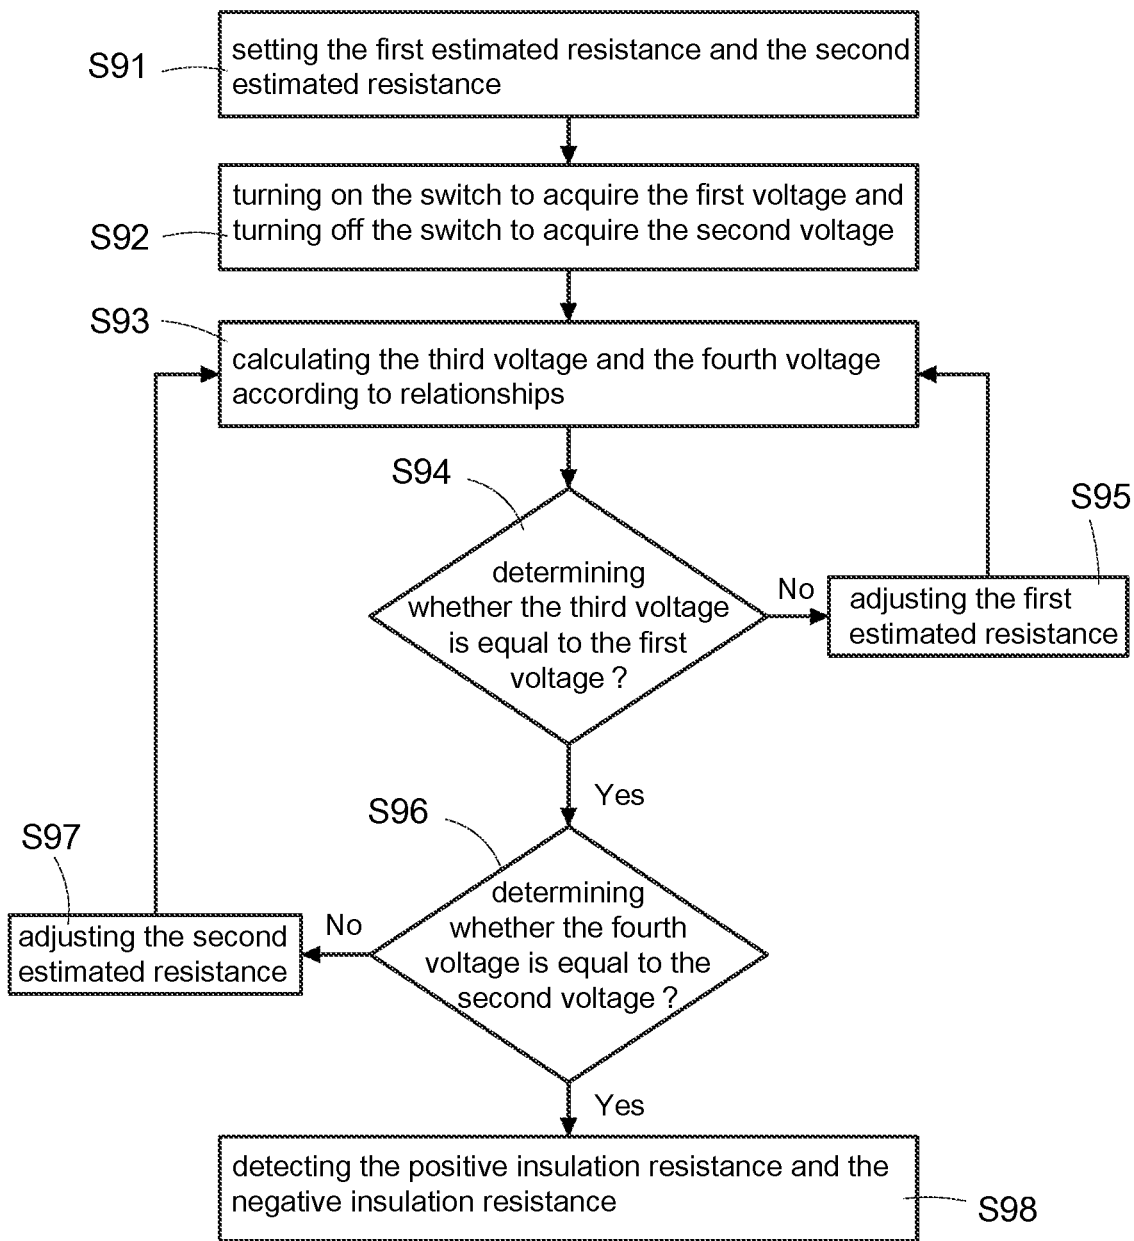 S91
setting the first estimated resistance and the second
estimated resistance
S92
turning on the switch to acquire the first voltage and
turning off the switch to acquire the second voltage
S93
calculating the third voltage and the fourth voltage
according to relationships
S94
determining
whether the third voltage
is equal to the first
voltage ?
No
S95
adjusting the first
estimated resistance
Yes
S96
determining
whether the fourth
voltage is equal to the
second voltage ?
No
S97
adjusting the second
estimated resistance
Yes
detecting the positive insulation resistance and the
negative insulation resistance
S98